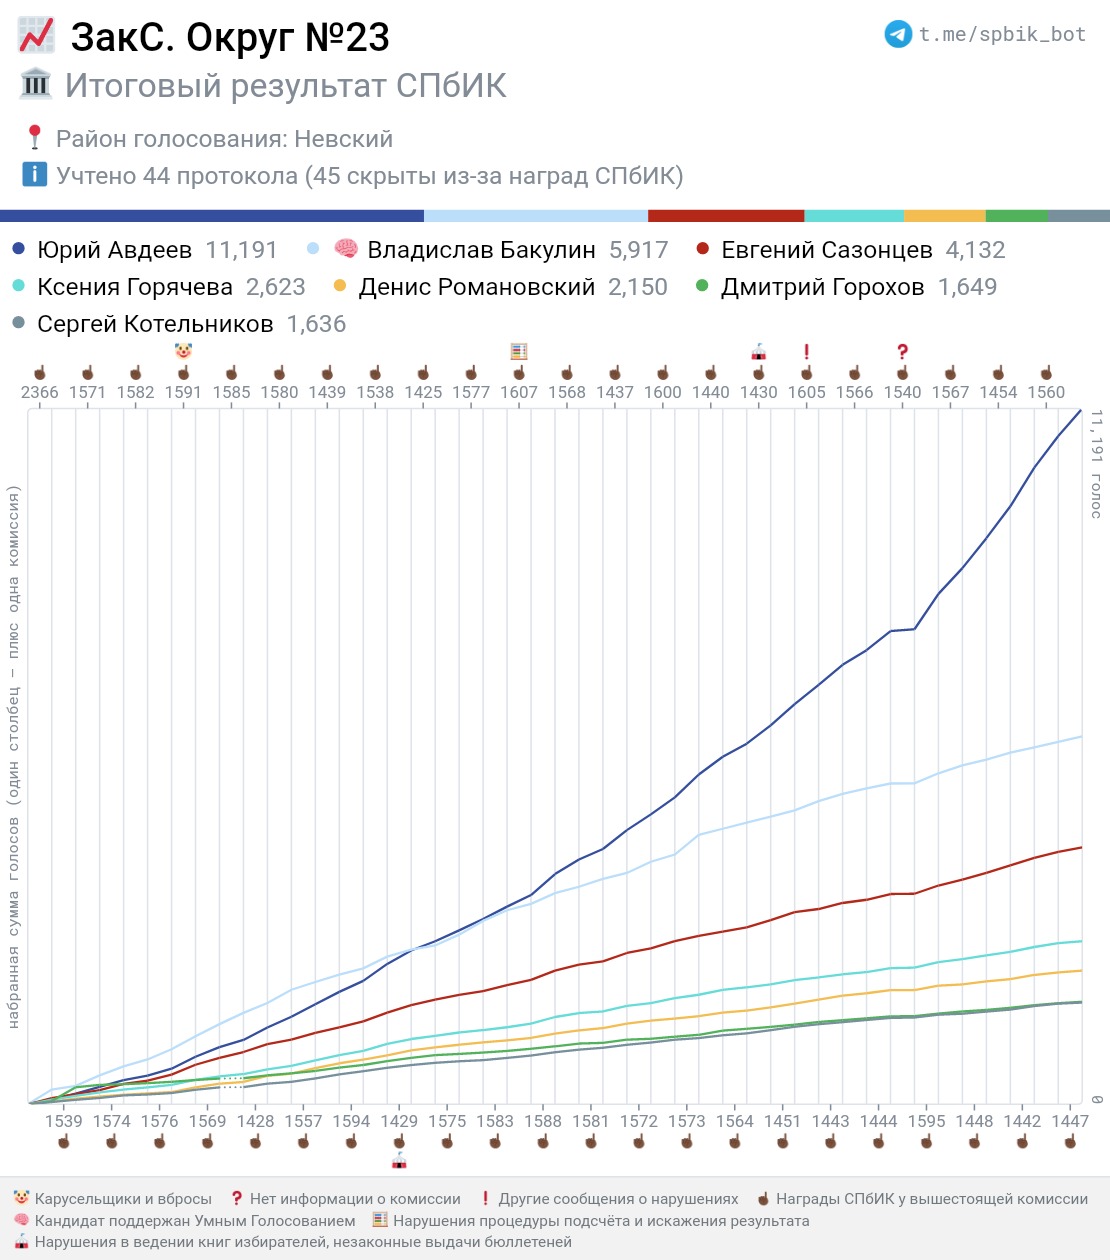 ЗакС. Округ №23
t.me/spbik_bot
Итоговый результат СПбИК
Район голосования: Невский
Учтено 44 протокола (45 скрыты из-за наград СПбИК)
Юрий Авдеев 11,191 Владислав Бакулин 5,917 Евгений Сазонцев 4,132
Ксения Горячева 2,623 Денис Романовский 2,150 Дмитрий Горохов 1,649
Сергей Котельников 1,636
2366 1571 1582 1591 1585 1580 1439 1538 1425 1577 1607 1568 1437 1600 1440 1430 1605 1566 1540 1567 1454 1560
11,191 голос
набранная сумма голосов (один столбец – плюс одна комиссия)
0
1539 1574 1576 1569 1428 1557 1594 1429 1575 1583 1588 1581 1572 1573 1564 1451 1443 1444 1595 1448 1442 1447
Карусельщики и вбросы Нет информации о комиссии Другие сообщения о нарушениях Награды СПбИК у вышестоящей комиссии
Кандидат поддержан Умным Голосованием Нарушения процедуры подсчёта и искажения результата
Нарушения в ведении книг избирателей, незаконные выдачи бюллетеней